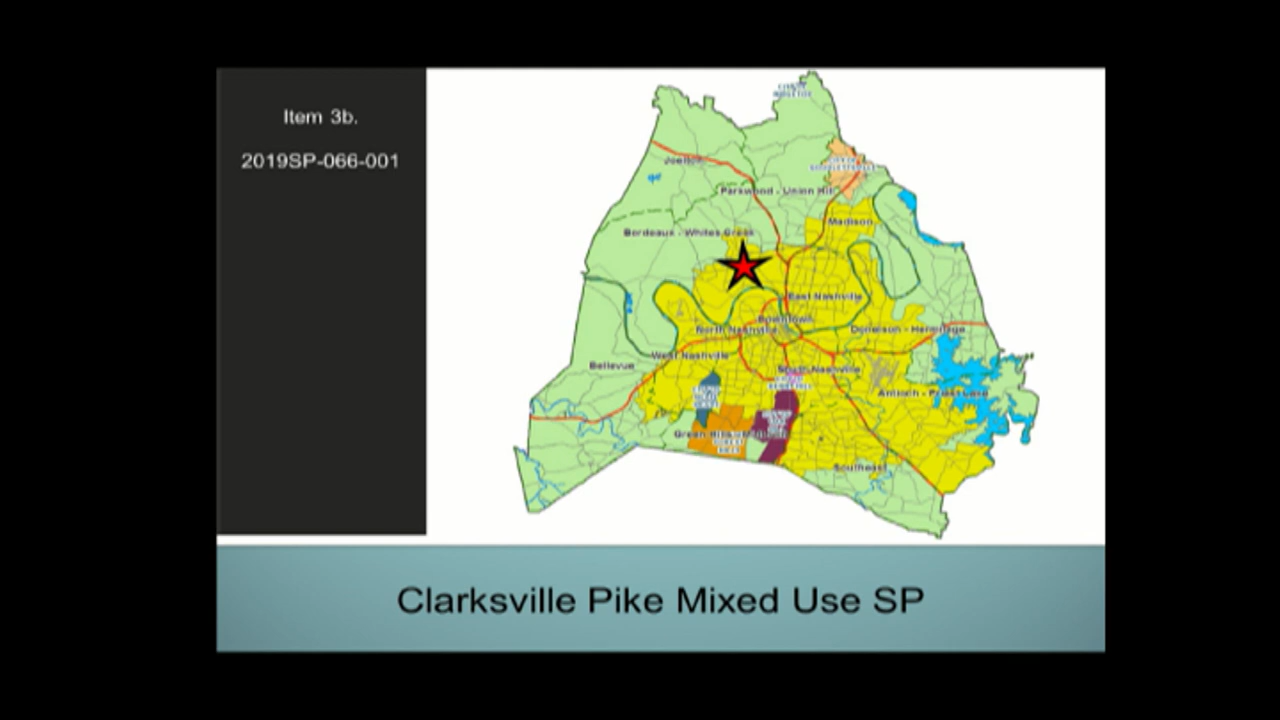 Item 3b.
2019SP-066-001
Joelton
Parkwood - Union Hill
Madison
Bordeaux - Whites Creek
East Nashville
Downtown
North Nashville
Donelson - Hermitage
West Nashville
Bellevue
South Nashville
Antioch - Priest Lake
Green Hills -
Southeast
Clarksville Pike Mixed Use SP